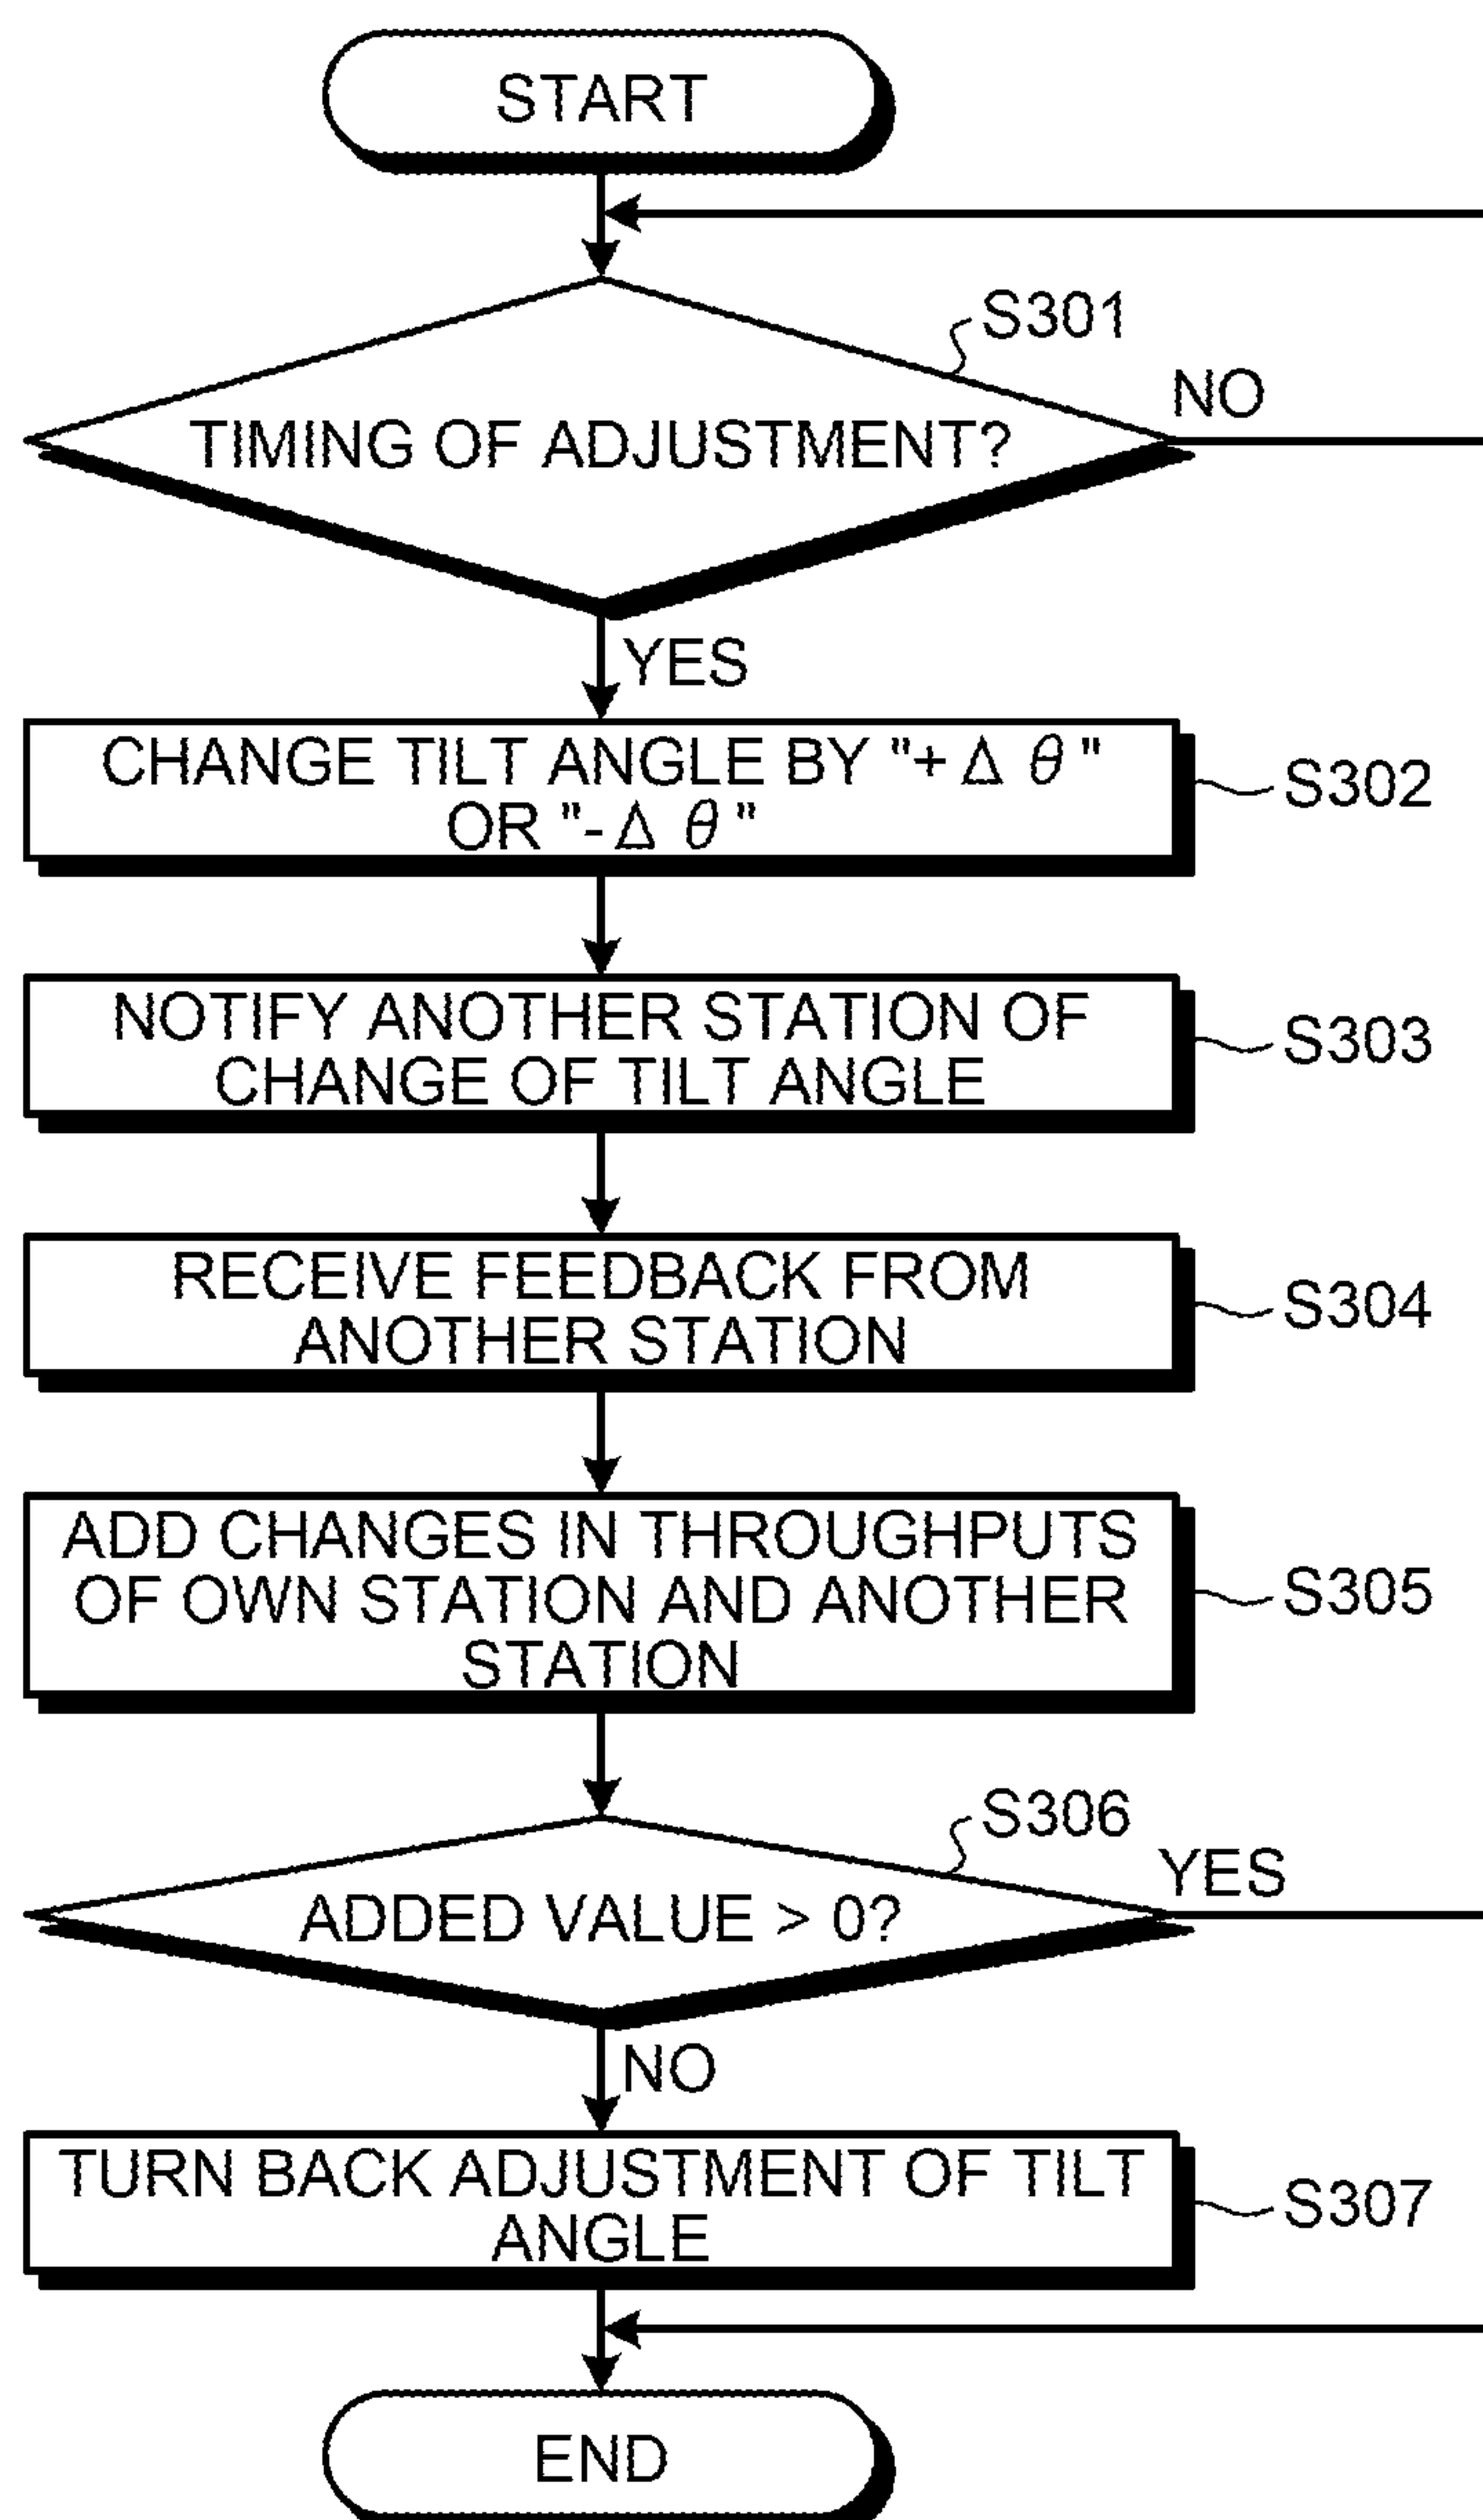 START
S301
NO
TIMING OF ADJUSTMENT?
YES
CHANGE TILT ANGLE BY "+Δθ"
OR "-Δθ"
S302
NOTIFY ANOTHER STATION OF
CHANGE OF TILT ANGLE
S303
RECEIVE FEEDBACK FROM
ANOTHER STATION
S304
ADD CHANGES IN THROUGHPUTS
OF OWN STATION AND ANOTHER
STATION
S305
S306
YES
ADDED VALUE > 0?
NO
TURN BACK ADJUSTMENT OF TILT
ANGLE
S307
END